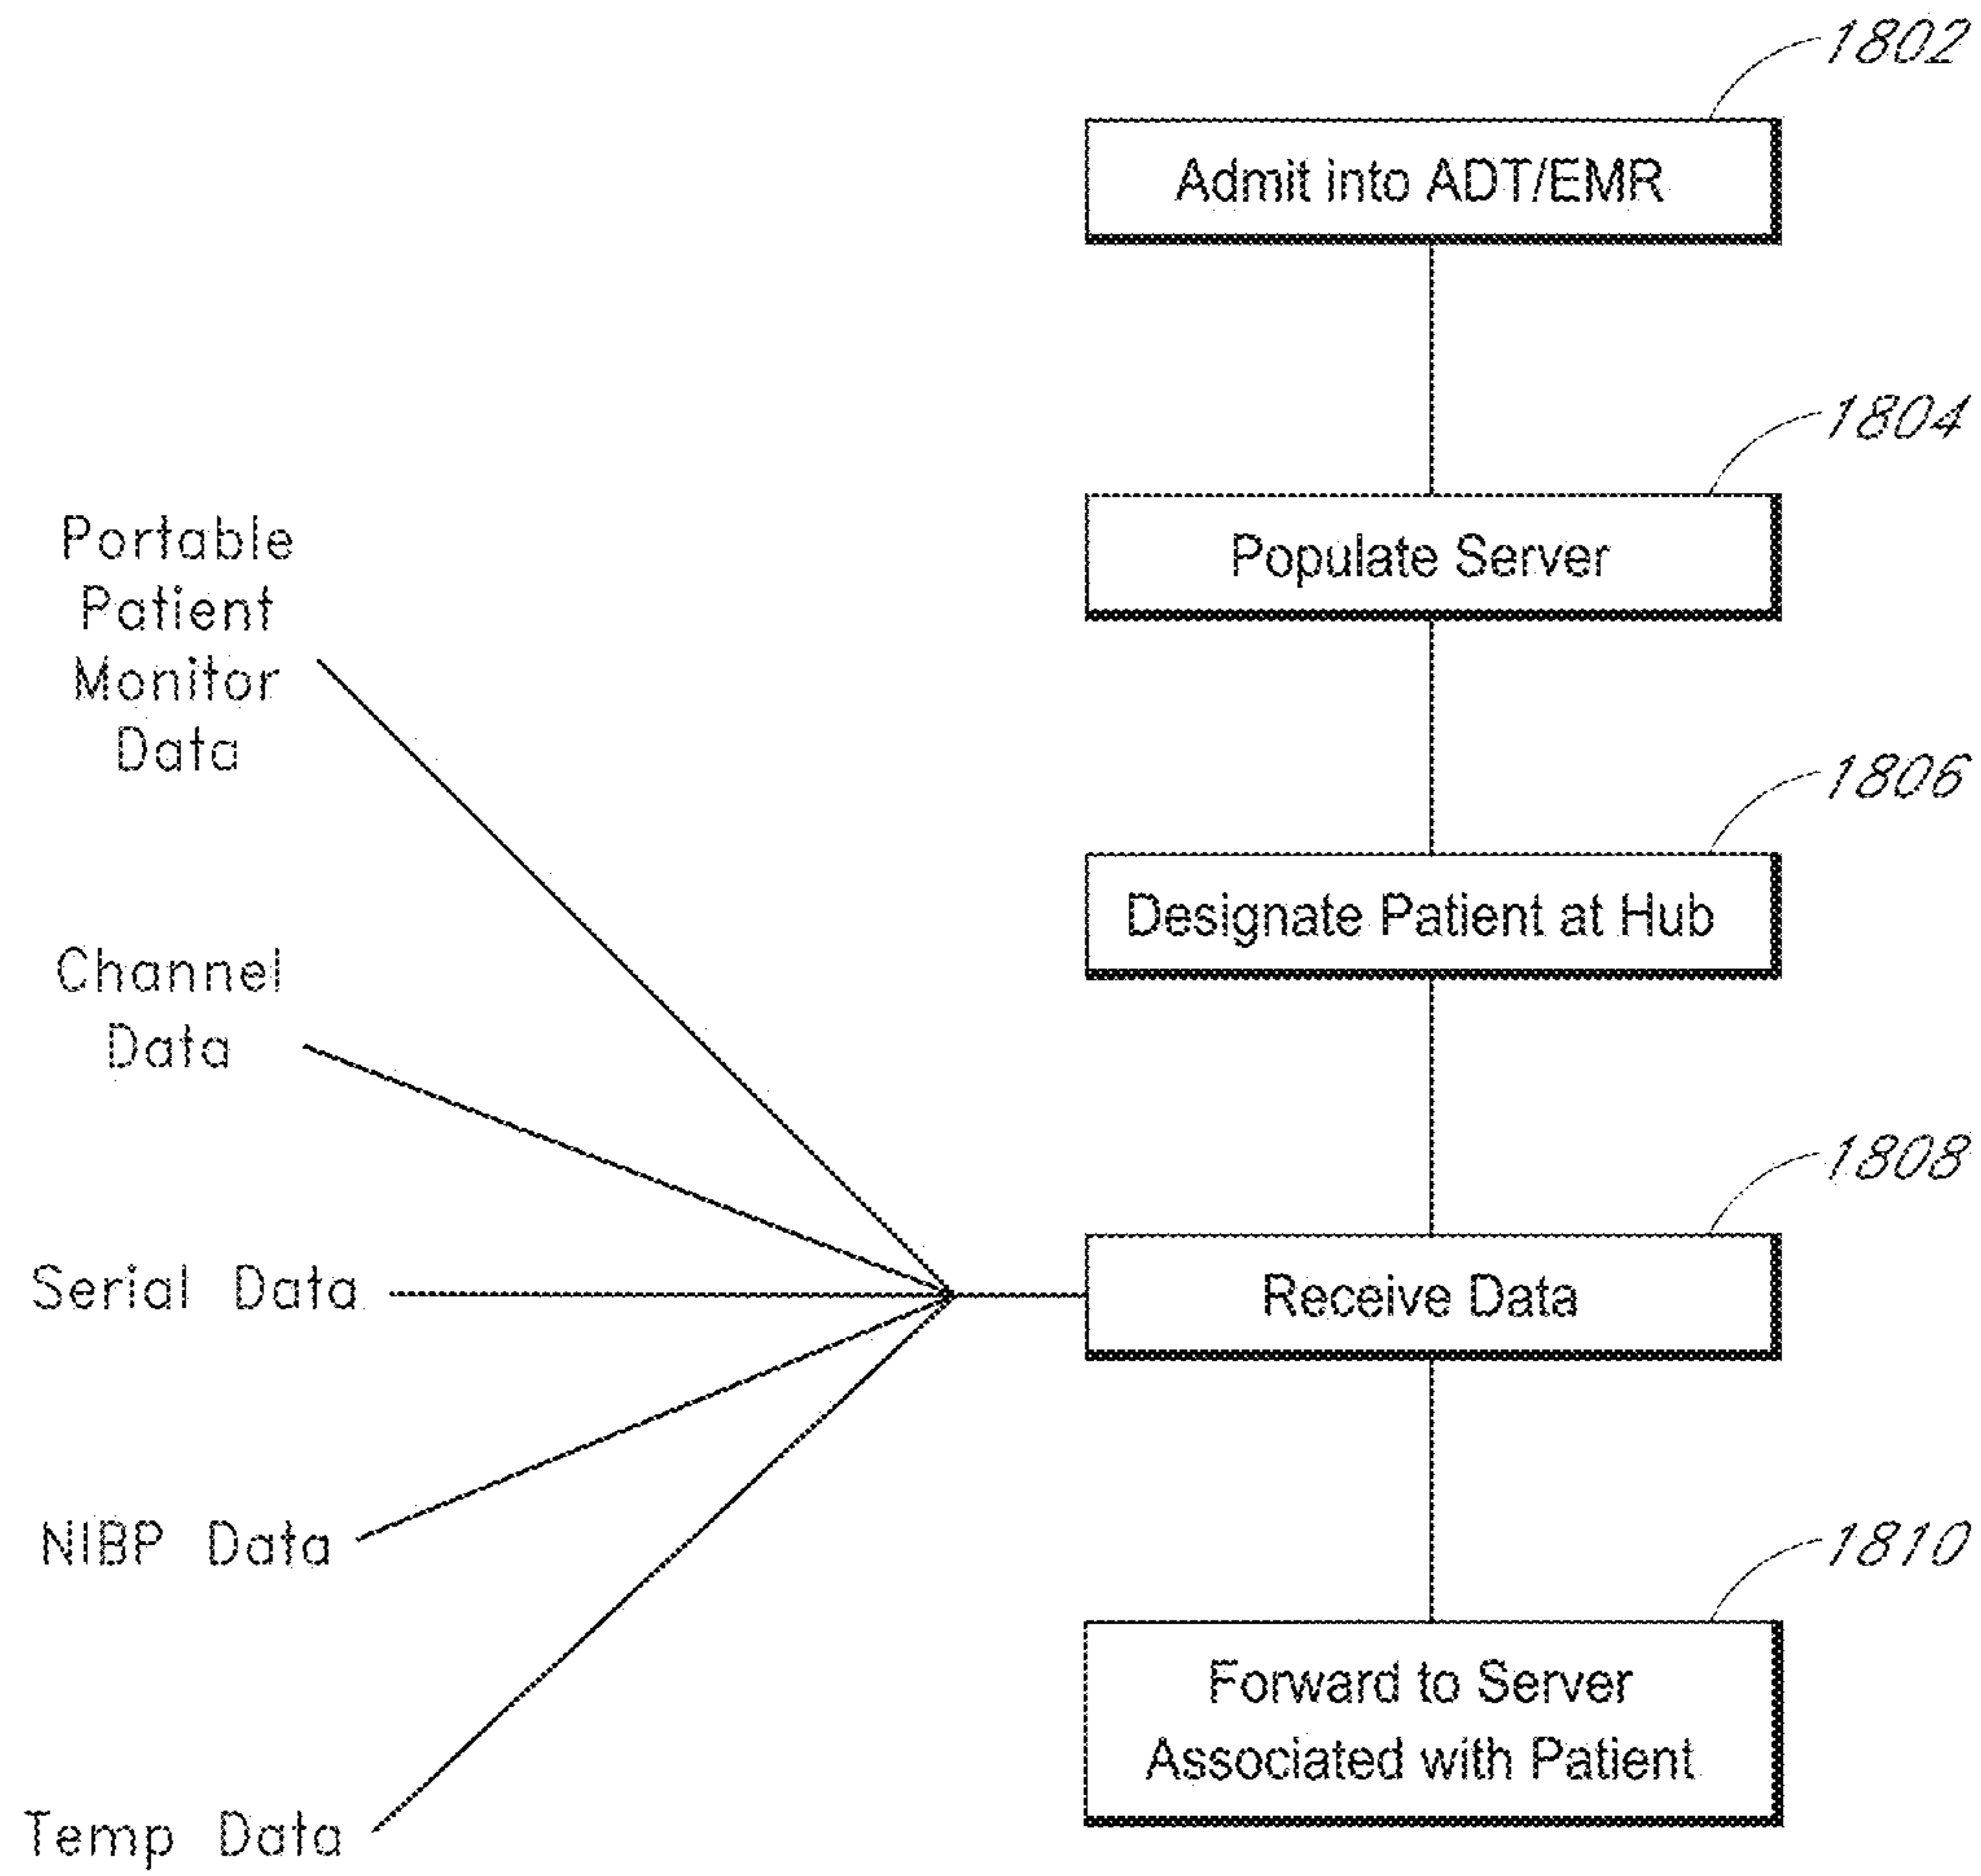 1802
Admit into ADT/EMR
1804
Populate Server
Portable
Patient
Monitor
Data
1806
Designate Patient at Hub
Channel
Data
1808
Serial Data
Receive Data
NIBP Data
1810
Forward to Server
Associated with Patient
Temp Data